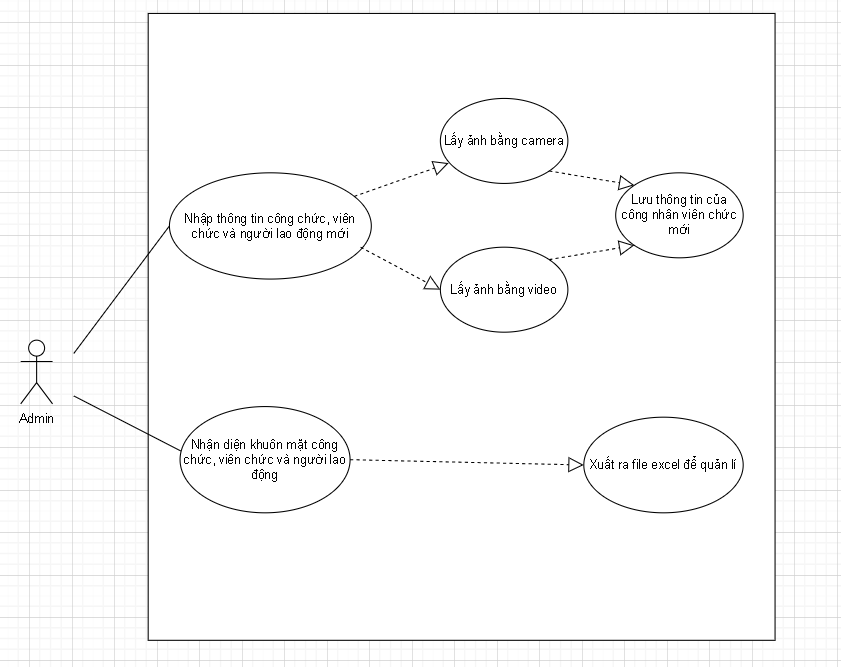 Lấy ảnh bằng camera
Nhập thông tin công chức, viên
chức và người lao động mới
Lưu thông tin của
công nhân viên chức
mới
Lấy ảnh bằng video
Admin
Nhận diện khuôn mặt công
chức, viên chức và người lao
động
Xuất ra file excel để quản lí